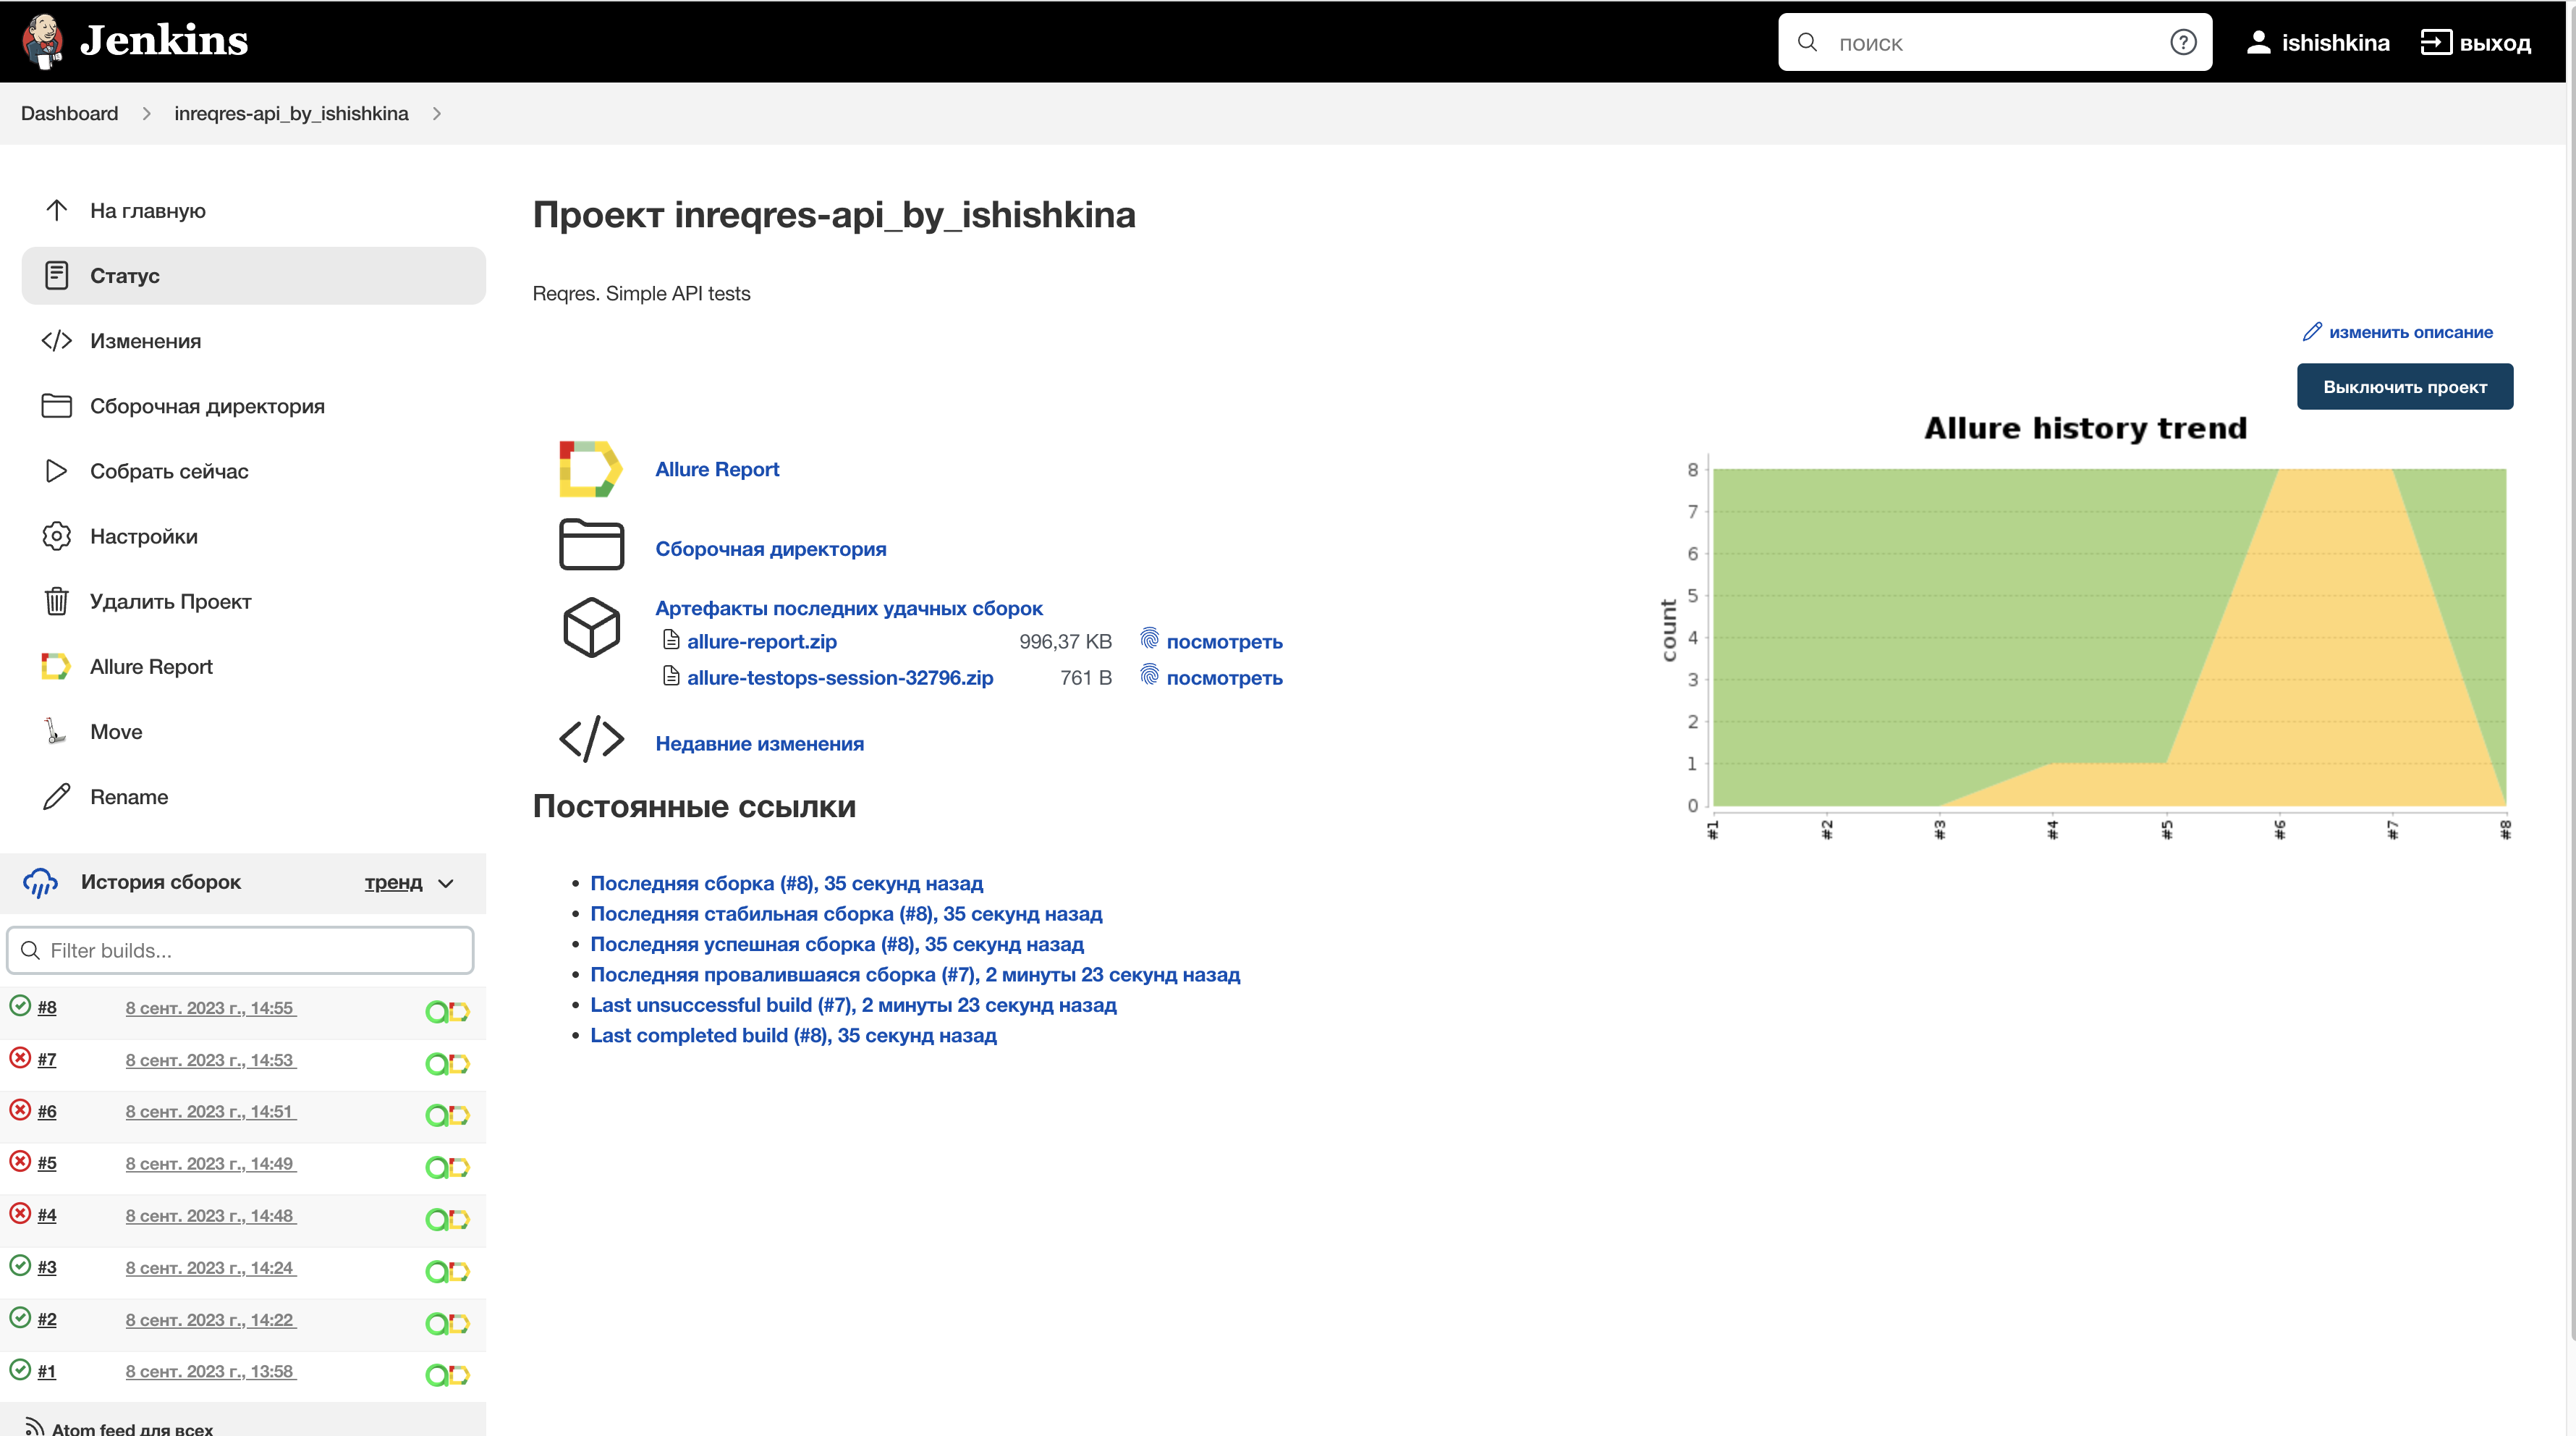 Jenkins
поиск
ishishkina
выход
Dashboard
inreqres-api_by_ishishkina
На главную
Статус
Изменения
Сборочная директория
Собрать сейчас
Настройки
Удалить Проект
Allure Report
Move
Rename
История сборок
тренд
Filter builds...
#8 8 сент. 2023 г., 14:55
#7 8 сент. 2023 г., 14:53
#6 8 сент. 2023 г., 14:51
#5 8 сент. 2023 г., 14:49
#4 8 сент. 2023 г., 14:48
#3 8 сент. 2023 г., 14:24
#2 8 сент. 2023 г., 14:22
#1 8 сент. 2023 г., 13:58
Atom feed для всех
Проект inreqres-api_by_ishishkina
Reqres. Simple API tests
изменить описание
Выключить проект
Allure Report
Сборочная директория
Артефакты последних удачных сборок
allure-report.zip 996,37 KB посмотреть
allure-testops-session-32796.zip 761 B посмотреть
Недавние изменения
Постоянные ссылки
• Последняя сборка (#8), 35 секунд назад
• Последняя стабильная сборка (#8), 35 секунд назад
• Последняя успешная сборка (#8), 35 секунд назад
• Последняя провалившаяся сборка (#7), 2 минуты 23 секунд назад
• Last unsuccessful build (#7), 2 минуты 23 секунд назад
• Last completed build (#8), 35 секунд назад
Allure history trend
count
8
7
6
5
4
3
2
1
0
#1 #2 #3 #4 #5 #6 #7 #8